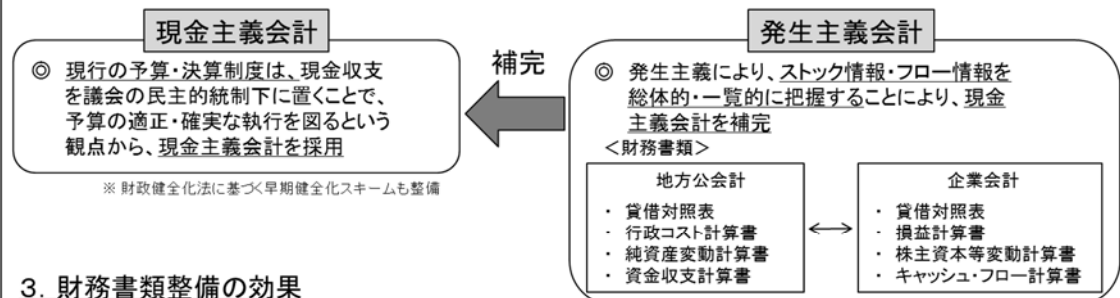 現金主義会計
◎ 現行の予算・決算制度は、現金収支
を議会の民主的統制下に置くことで、
予算の適正・確実な執行を図るという
観点から、現金主義会計を採用
※ 財政健全化法に基づく早期健全化スキームも整備
補完
発生主義会計
◎ 発生主義により、ストック情報・フロー情報を
総体的・一覧的に把握することにより、現金
主義会計を補完
<財務書類>
地方公会計
・ 貸借対照表
・ 行政コスト計算書
・ 純資産変動計算書
・ 資金収支計算書
企業会計
・ 貸借対照表
・ 損益計算書
・ 株主資本等変動計算書
・ キャッシュ・フロー計算書
3．財務書類整備の効果